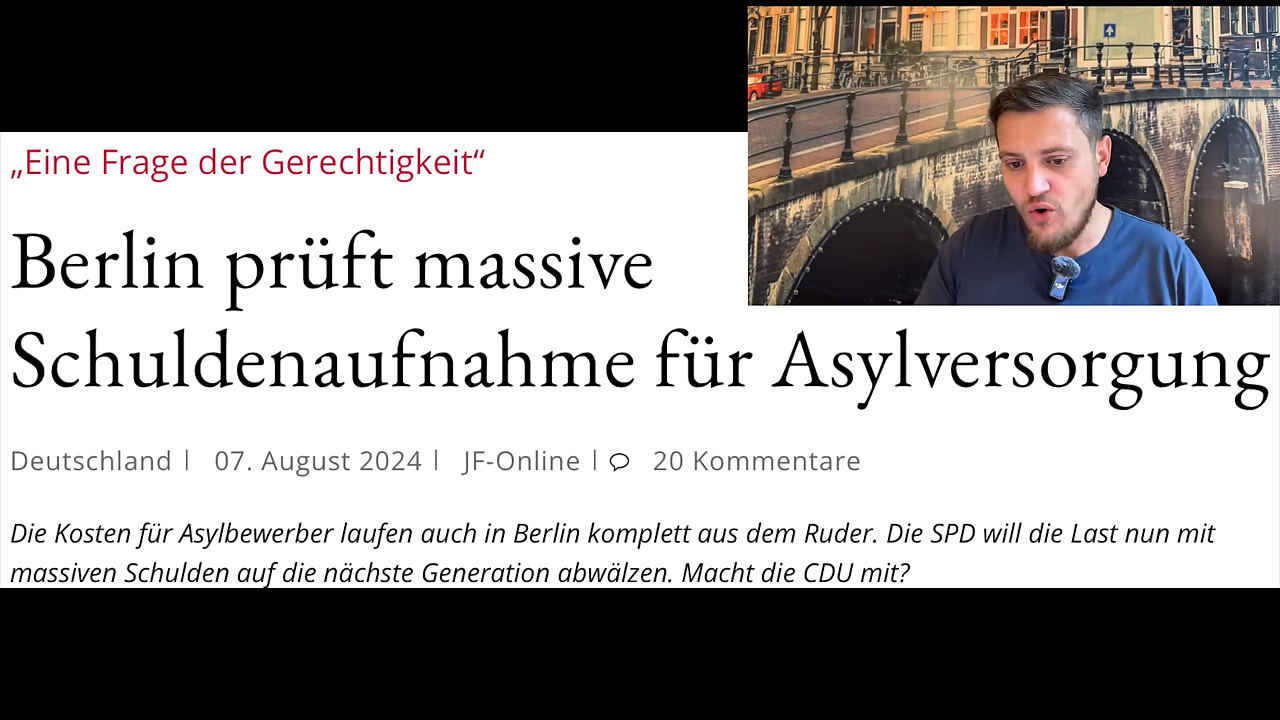 „Eine Frage der Gerechtigkeit“
Berlin prüft massive
Schuldenaufnahme für Asylversorgung
Deutschland | 07. August 2024 | JF-Online | 20 Kommentare
Die Kosten für Asylbewerber laufen auch in Berlin komplett aus dem Ruder. Die SPD will die Last nun mit
massiven Schulden auf die nächste Generation abwälzen. Macht die CDU mit?